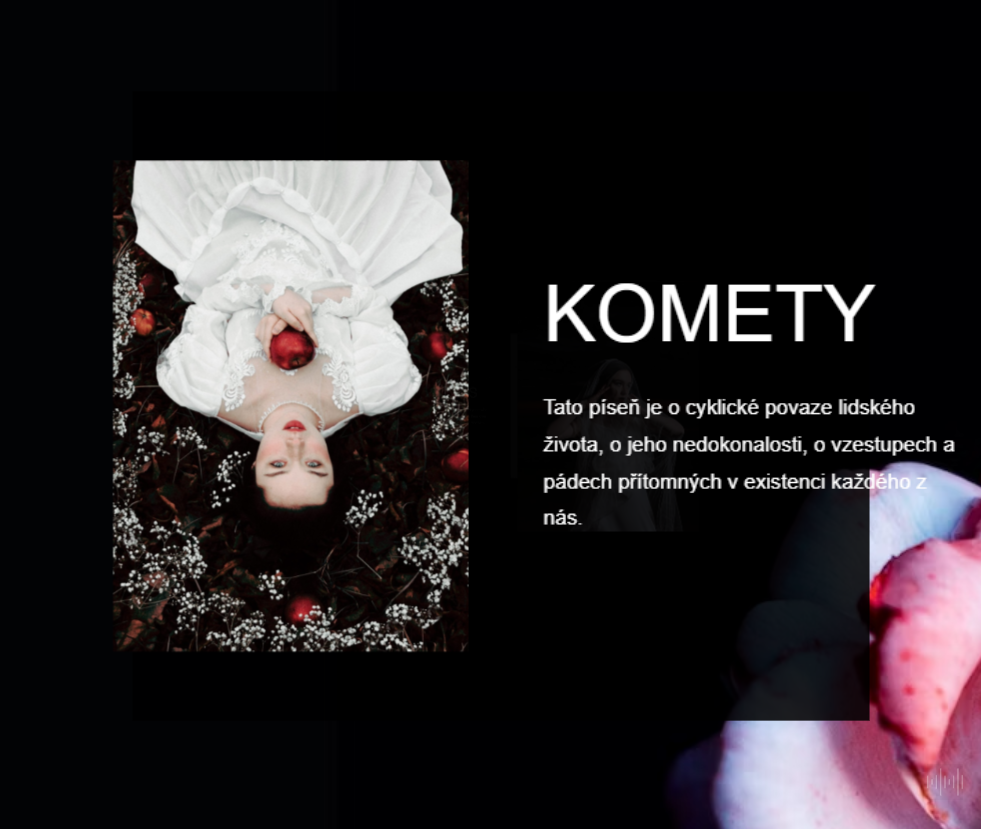 KOMETY
Tato píseň je o cyklické povaze lidského
života, o jeho nedokonalosti, o vzestupech a
pádech přítomných v existenci každého z
nás.